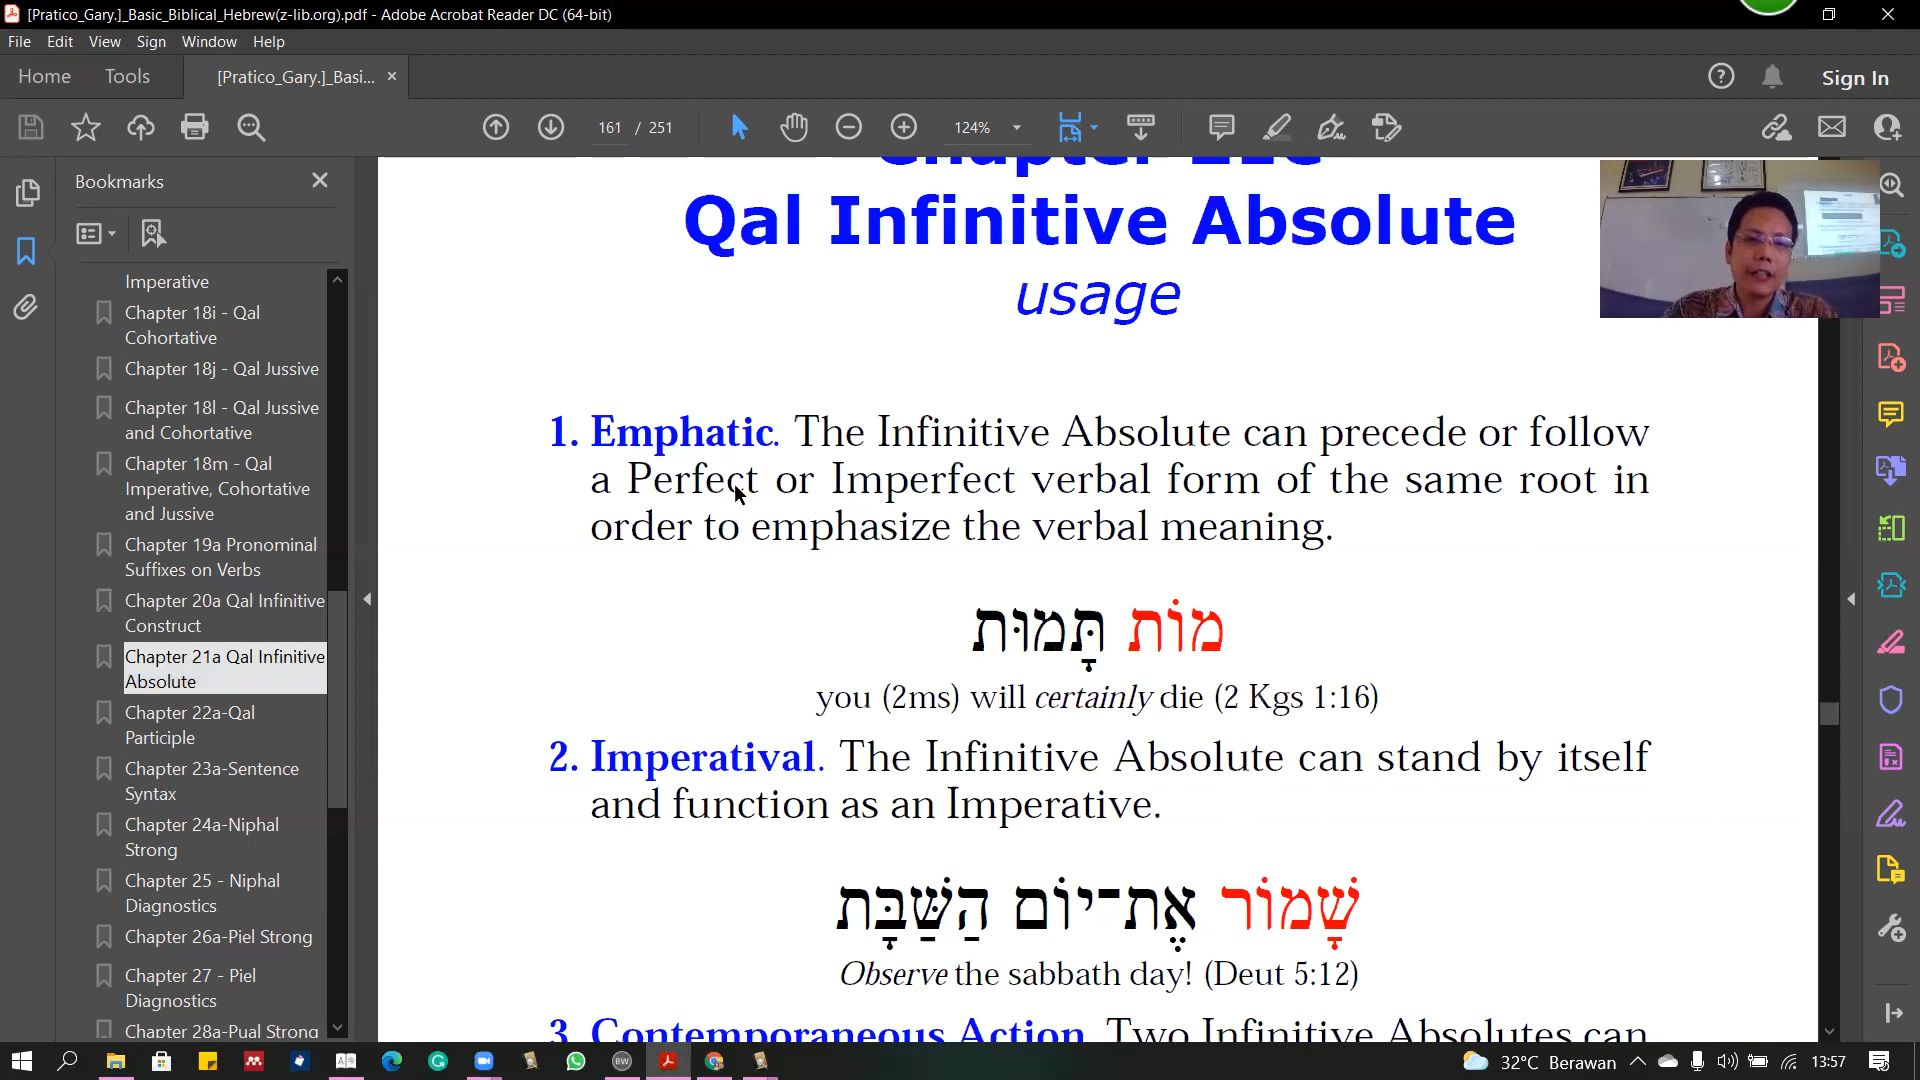 [Pratico_Gary.]_Basic_Biblical_Hebrew(z-lib.org).pdf - Adobe Acrobat Reader DC (64-bit)
File Edit View Sign Window Help
Home Tools [Pratico_Gary.]_Basi... × Sign In
161 / 251 124%
Bookmarks
Imperative
Chapter 18i - Qal
Cohortative
Chapter 18j - Qal Jussive
Chapter 18l - Qal Jussive
and Cohortative
Chapter 18m - Qal
Imperative, Cohortative
and Jussive
Chapter 19a Pronominal
Suffixes on Verbs
Chapter 20a Qal Infinitive
Construct
Chapter 21a Qal Infinitive
Absolute
Chapter 22a-Qal
Participle
Chapter 23a-Sentence
Syntax
Chapter 24a-Niphal
Strong
Chapter 25 - Niphal
Diagnostics
Chapter 26a-Piel Strong
Chapter 27 - Piel
Diagnostics
Chapter 28a-Pual Strong
Qal Infinitive Absolute
usage
1. Emphatic. The Infinitive Absolute can precede or follow
a Perfect or Imperfect verbal form of the same root in
order to emphasize the verbal meaning.
מוֹת תָּמוּת
you (2ms) will certainly die (2 Kgs 1:16)
2. Imperatival. The Infinitive Absolute can stand by itself
and function as an Imperative.
שָׁמוֹר אֶת־יוֹם הַשַּׁבָּת
Observe the sabbath day! (Deut 5:12)
3. Contemporaneous Action. Two Infinitive Absolutes can
BW 32°C Berawan 13:57